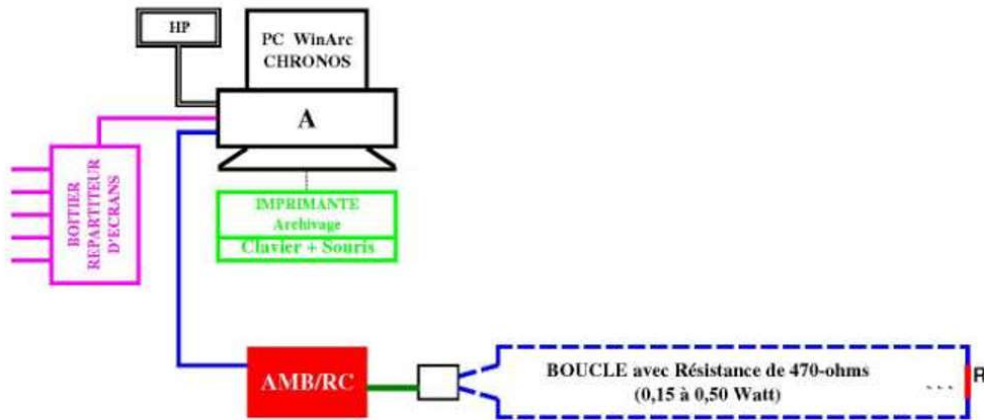 HP
PC WinArc
CHRONOS
A
BOITIER
REPARTITEUR
D'ECRANS
IMPRIMANTE
Archivage
Clavier + Souris
AMB/RC
BOUCLE avec Résistance de 470-ohms
(0,15 à 0,50 Watt)
... R